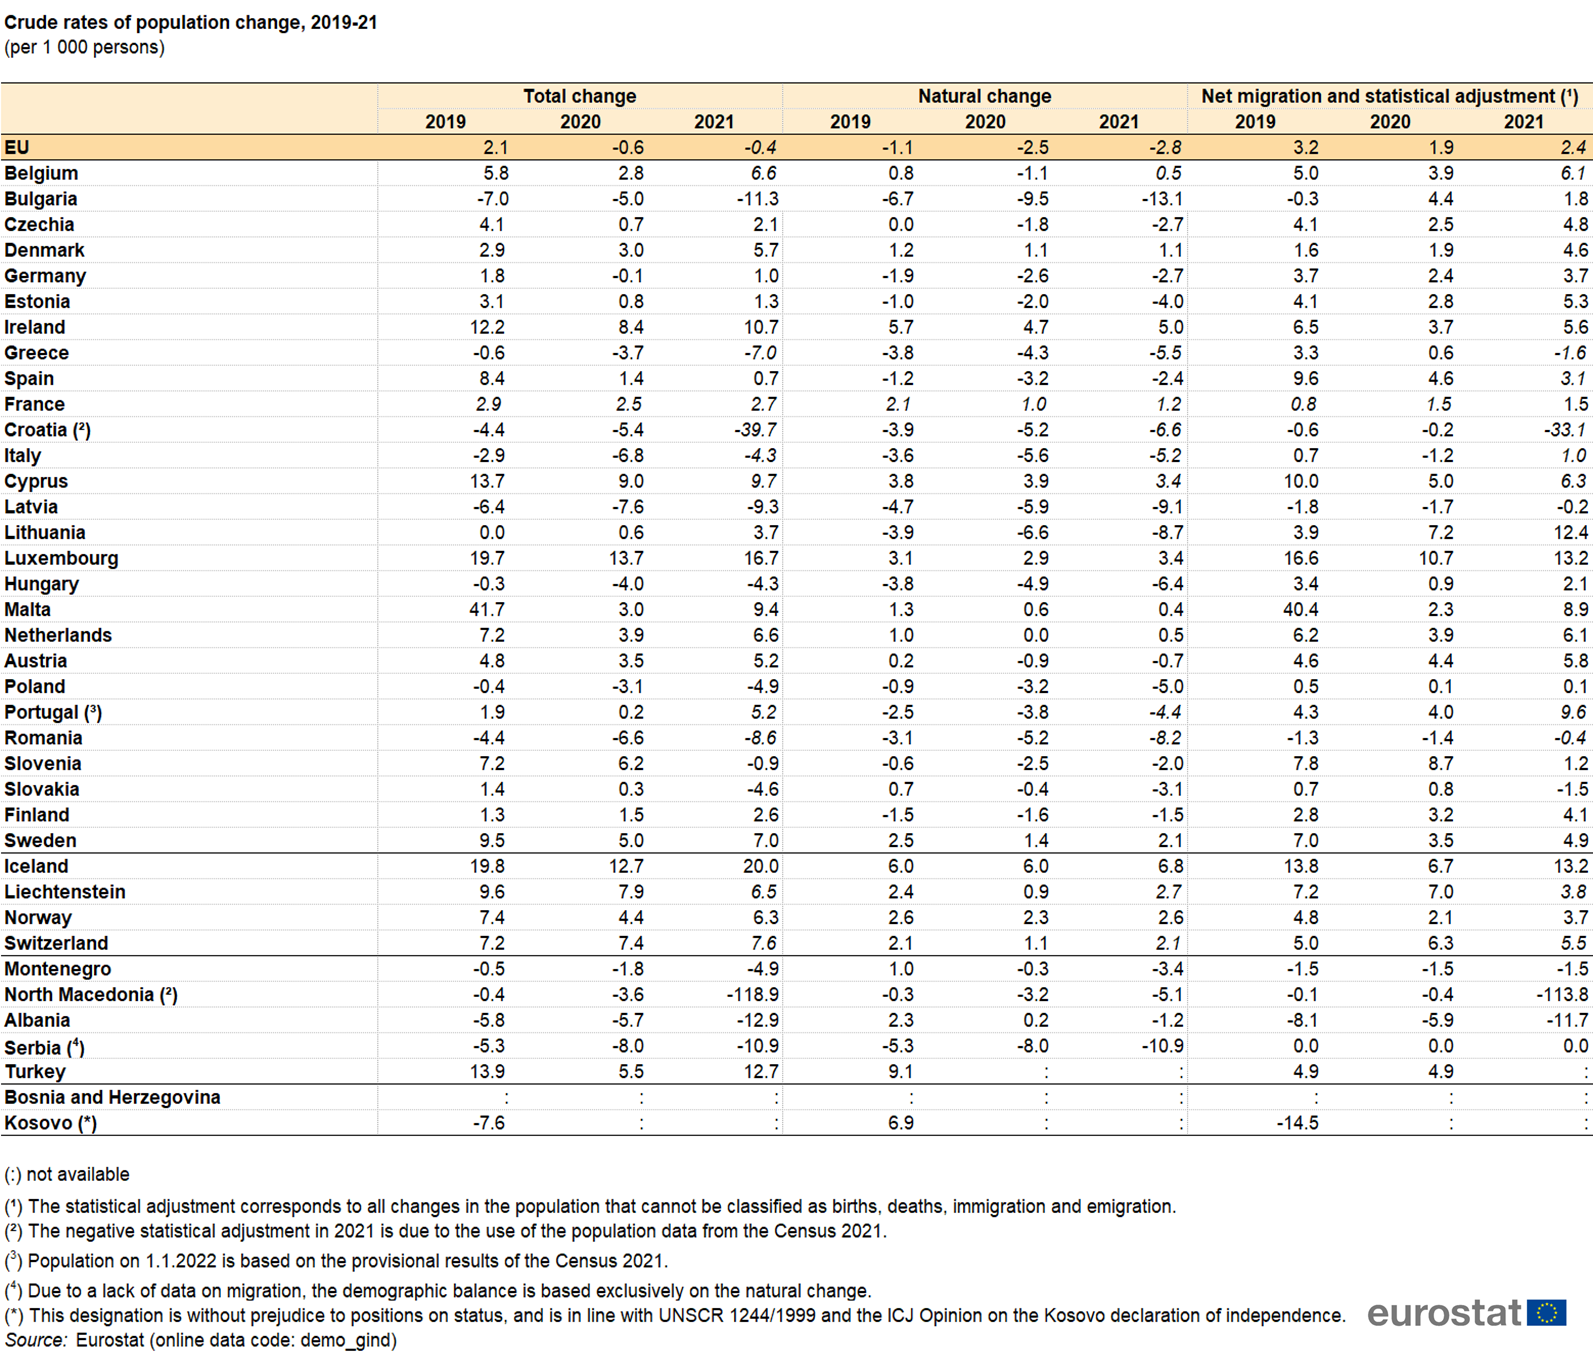 Crude rates of population change, 2019-21
(per 1 000 persons)
Total change Natural change Net migration and statistical adjustment (¹)
2019 2020 2021 2019 2020 2021 2019 2020 2021
EU 2.1 -0.6 -0.4 -1.1 -2.5 -2.8 3.2 1.9 2.4
Belgium 5.8 2.8 6.6 0.8 -1.1 0.5 5.0 3.9 6.1
Bulgaria -7.0 -5.0 -11.3 -6.7 -9.5 -13.1 -0.3 4.4 1.8
Czechia 4.1 0.7 2.1 0.0 -1.8 -2.7 4.1 2.5 4.8
Denmark 2.9 3.0 5.7 1.2 1.1 1.1 1.6 1.9 4.6
Germany 1.8 -0.1 1.0 -1.9 -2.6 -2.7 3.7 2.4 3.7
Estonia 3.1 0.8 1.3 -1.0 -2.0 -4.0 4.1 2.8 5.3
Ireland 12.2 8.4 10.7 5.7 4.7 5.0 6.5 3.7 5.6
Greece -0.6 -3.7 -7.0 -3.8 -4.3 -5.5 3.3 0.6 -1.6
Spain 8.4 1.4 0.7 -1.2 -3.2 -2.4 9.6 4.6 3.1
France 2.9 2.5 2.7 2.1 1.0 1.2 0.8 1.5 1.5
Croatia (²) -4.4 -5.4 -39.7 -3.9 -5.2 -6.6 -0.6 -0.2 -33.1
Italy -2.9 -6.8 -4.3 -3.6 -5.6 -5.2 0.7 -1.2 1.0
Cyprus 13.7 9.0 9.7 3.8 3.9 3.4 10.0 5.0 6.3
Latvia -6.4 -7.6 -9.3 -4.7 -5.9 -9.1 -1.8 -1.7 -0.2
Lithuania 0.0 0.6 3.7 -3.9 -6.6 -8.7 3.9 7.2 12.4
Luxembourg 19.7 13.7 16.7 3.1 2.9 3.4 16.6 10.7 13.2
Hungary -0.3 -4.0 -4.3 -3.8 -4.9 -6.4 3.4 0.9 2.1
Malta 41.7 3.0 9.4 1.3 0.6 0.4 40.4 2.3 8.9
Netherlands 7.2 3.9 6.6 1.0 0.0 0.5 6.2 3.9 6.1
Austria 4.8 3.5 5.2 0.2 -0.9 -0.7 4.6 4.4 5.8
Poland -0.4 -3.1 -4.9 -0.9 -3.2 -5.0 0.5 0.1 0.1
Portugal (³) 1.9 0.2 5.2 -2.5 -3.8 -4.4 4.3 4.0 9.6
Romania -4.4 -6.6 -8.6 -3.1 -5.2 -8.2 -1.3 -1.4 -0.4
Slovenia 7.2 6.2 -0.9 -0.6 -2.5 -2.0 7.8 8.7 1.2
Slovakia 1.4 0.3 -4.6 0.7 -0.4 -3.1 0.7 0.8 -1.5
Finland 1.3 1.5 2.6 -1.5 -1.6 -1.5 2.8 3.2 4.1
Sweden 9.5 5.0 7.0 2.5 1.4 2.1 7.0 3.5 4.9
Iceland 19.8 12.7 20.0 6.0 6.0 6.8 13.8 6.7 13.2
Liechtenstein 9.6 7.9 6.5 2.4 0.9 2.7 7.2 7.0 3.8
Norway 7.4 4.4 6.3 2.6 2.3 2.6 4.8 2.1 3.7
Switzerland 7.2 7.4 7.6 2.1 1.1 2.1 5.0 6.3 5.5
Montenegro -0.5 -1.8 -4.9 1.0 -0.3 -3.4 -1.5 -1.5 -1.5
North Macedonia (²) -0.4 -3.6 -118.9 -0.3 -3.2 -5.1 -0.1 -0.4 -113.8
Albania -5.8 -5.7 -12.9 2.3 0.2 -1.2 -8.1 -5.9 -11.7
Serbia (⁴) -5.3 -8.0 -10.9 -5.3 -8.0 -10.9 0.0 0.0 0.0
Turkey 13.9 5.5 12.7 9.1 : : 4.9 4.9 :
Bosnia and Herzegovina : : : : : : : : :
Kosovo (*) -7.6 : : 6.9 : : -14.5 : :
(:) not available
(¹) The statistical adjustment corresponds to all changes in the population that cannot be classified as births, deaths, immigration and emigration.
(²) The negative statistical adjustment in 2021 is due to the use of the population data from the Census 2021.
(³) Population on 1.1.2022 is based on the provisional results of the Census 2021.
(⁴) Due to a lack of data on migration, the demographic balance is based exclusively on the natural change.
(*) This designation is without prejudice to positions on status, and is in line with UNSCR 1244/1999 and the ICJ Opinion on the Kosovo declaration of independence.
Source: Eurostat (online data code: demo_gind)
eurostat